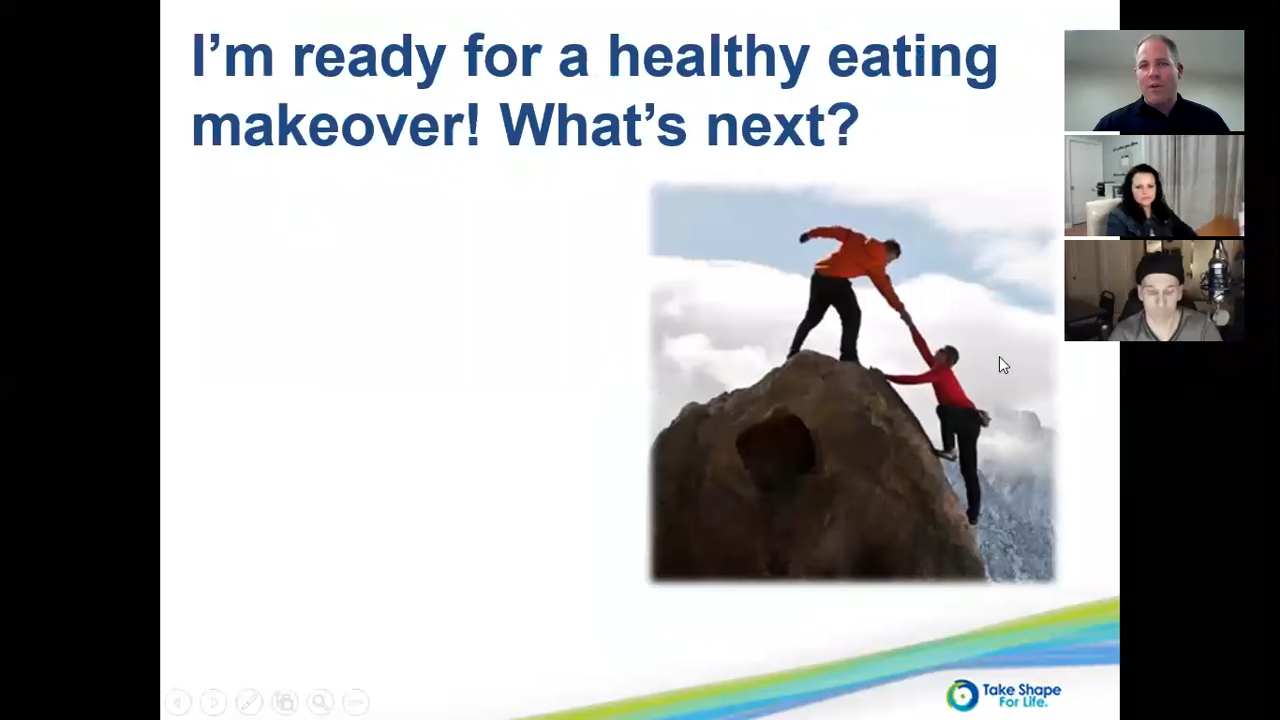 I’m ready for a healthy eating
makeover! What’s next?
Take Shape
For Life.